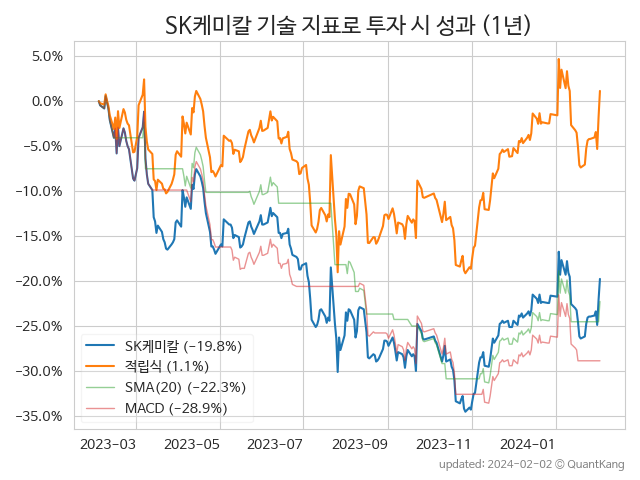 SK케미칼 기술 지표로 투자 시 성과 (1년)
5.0%
0.0%
−5.0%
−10.0%
−15.0%
−20.0%
−25.0%
−30.0%
−35.0%
SK케미칼 (−19.8%)
적립식 (1.1%)
SMA(20) (−22.3%)
MACD (−28.9%)
2023-03 2023-05 2023-07 2023-09 2023-11 2024-01
updated: 2024-02-02 © QuantKang